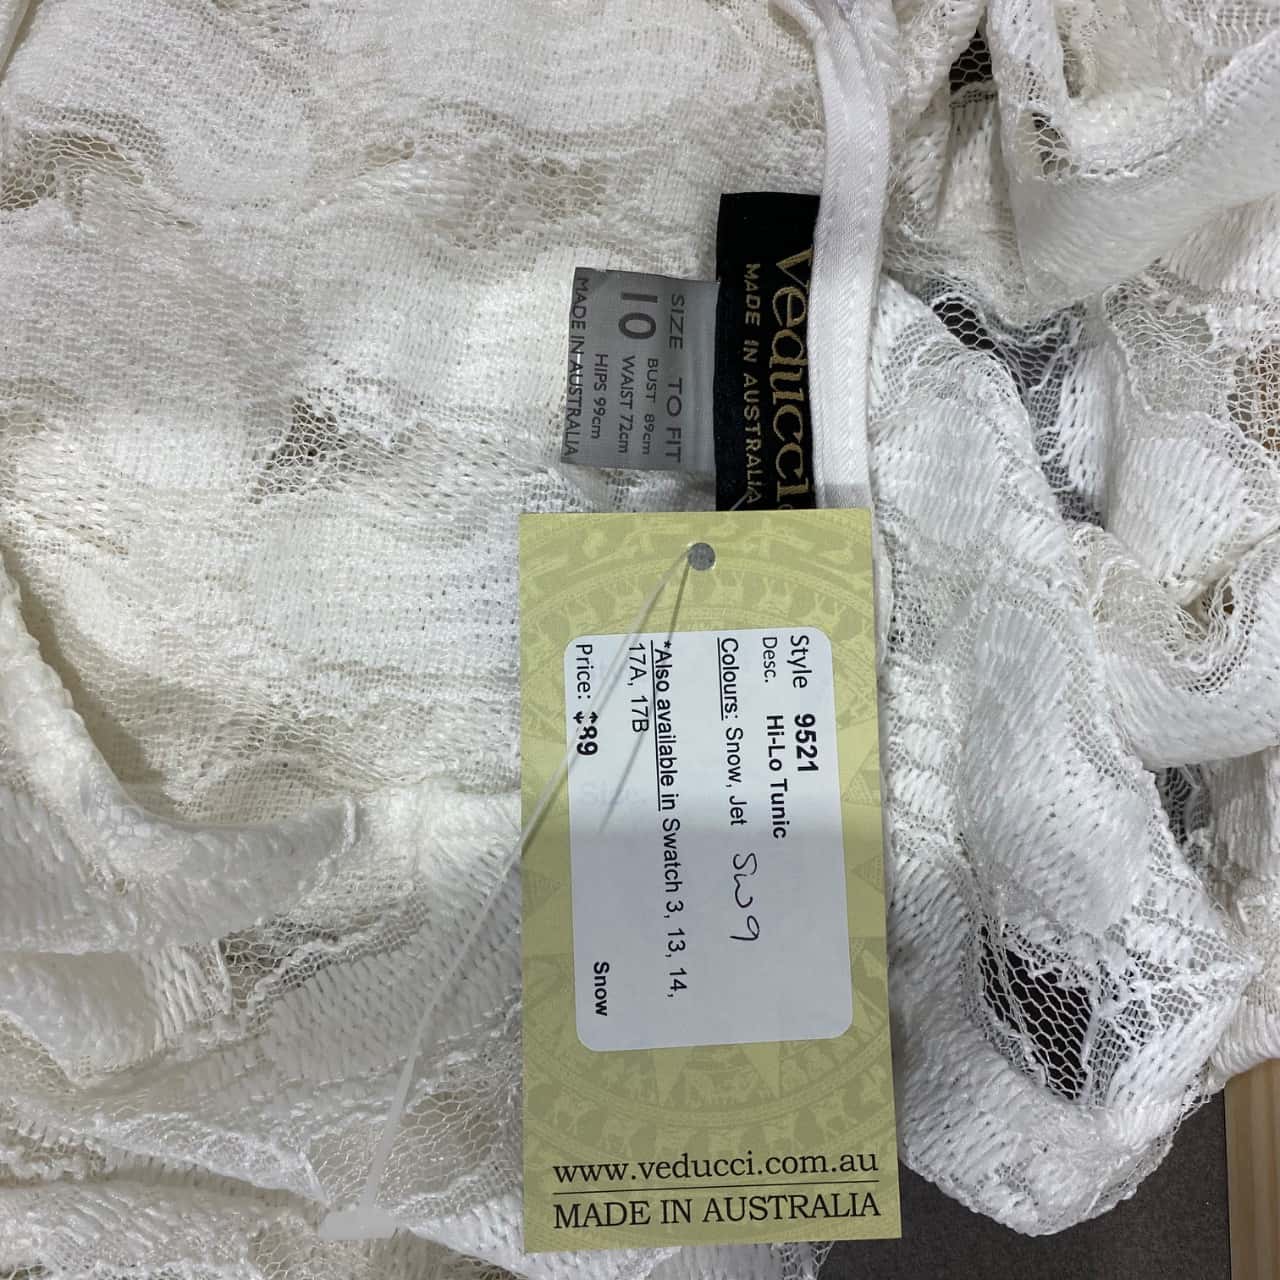 Veducci
MADE IN AUSTRALIA
SIZE TO FIT
10
BUST 89cm
WAIST 72cm
HIPS 99cm
MADE IN AUSTRALIA
Style 9521
Desc. Hi-Lo Tunic
Colours: Snow, Jet SW9
*Also available in Swatch 3, 13, 14,
17A, 17B
Price: $89 Snow
www.veducci.com.au
MADE IN AUSTRALIA